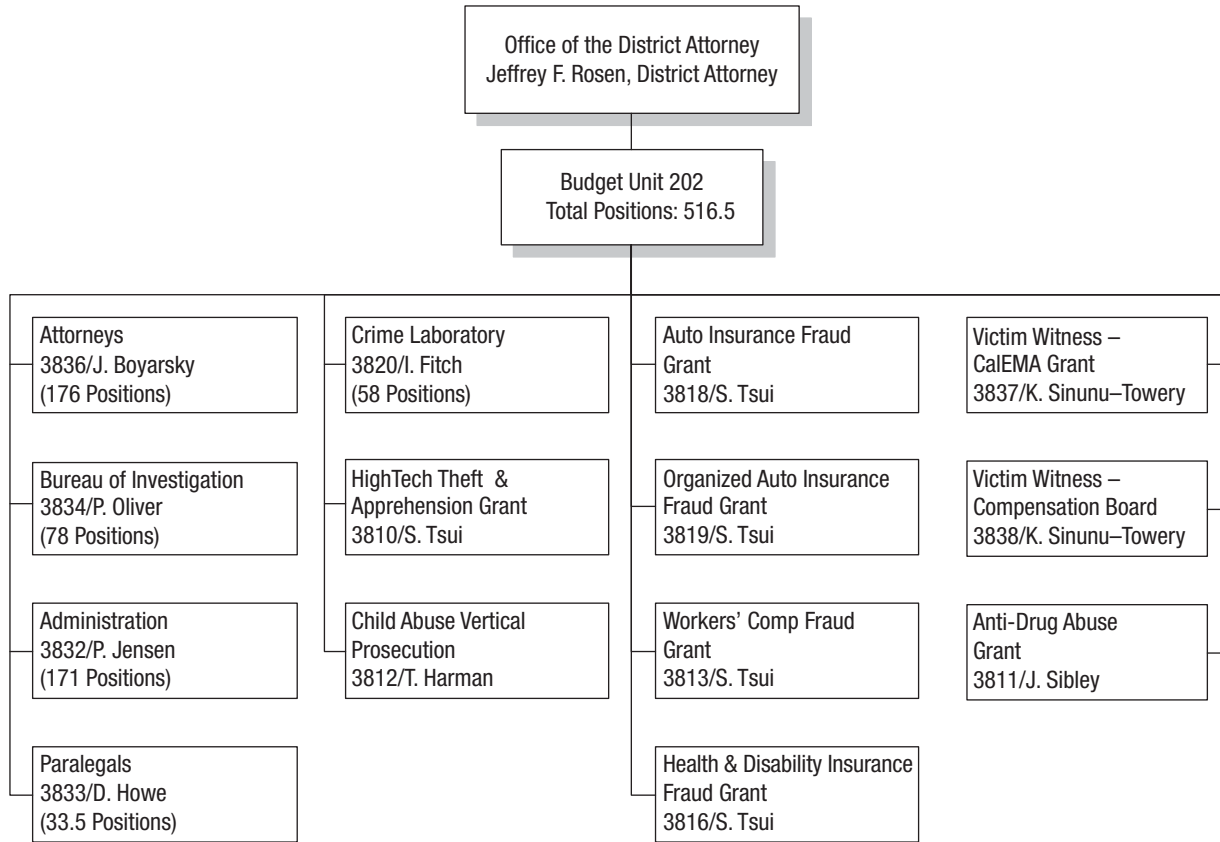 Office of the District Attorney
Jeffrey F. Rosen, District Attorney
Budget Unit 202
Total Positions: 516.5
Attorneys
3836/J. Boyarsky
(176 Positions)
Bureau of Investigation
3834/P. Oliver
(78 Positions)
Administration
3832/P. Jensen
(171 Positions)
Paralegals
3833/D. Howe
(33.5 Positions)
Crime Laboratory
3820/I. Fitch
(58 Positions)
HighTech Theft &
Apprehension Grant
3810/S. Tsui
Child Abuse Vertical
Prosecution
3812/T. Harman
Auto Insurance Fraud
Grant
3818/S. Tsui
Organized Auto Insurance
Fraud Grant
3819/S. Tsui
Workers’ Comp Fraud
Grant
3813/S. Tsui
Health & Disability Insurance
Fraud Grant
3816/S. Tsui
Victim Witness –
CalEMA Grant
3837/K. Sinunu–Towery
Victim Witness –
Compensation Board
3838/K. Sinunu–Towery
Anti-Drug Abuse
Grant
3811/J. Sibley